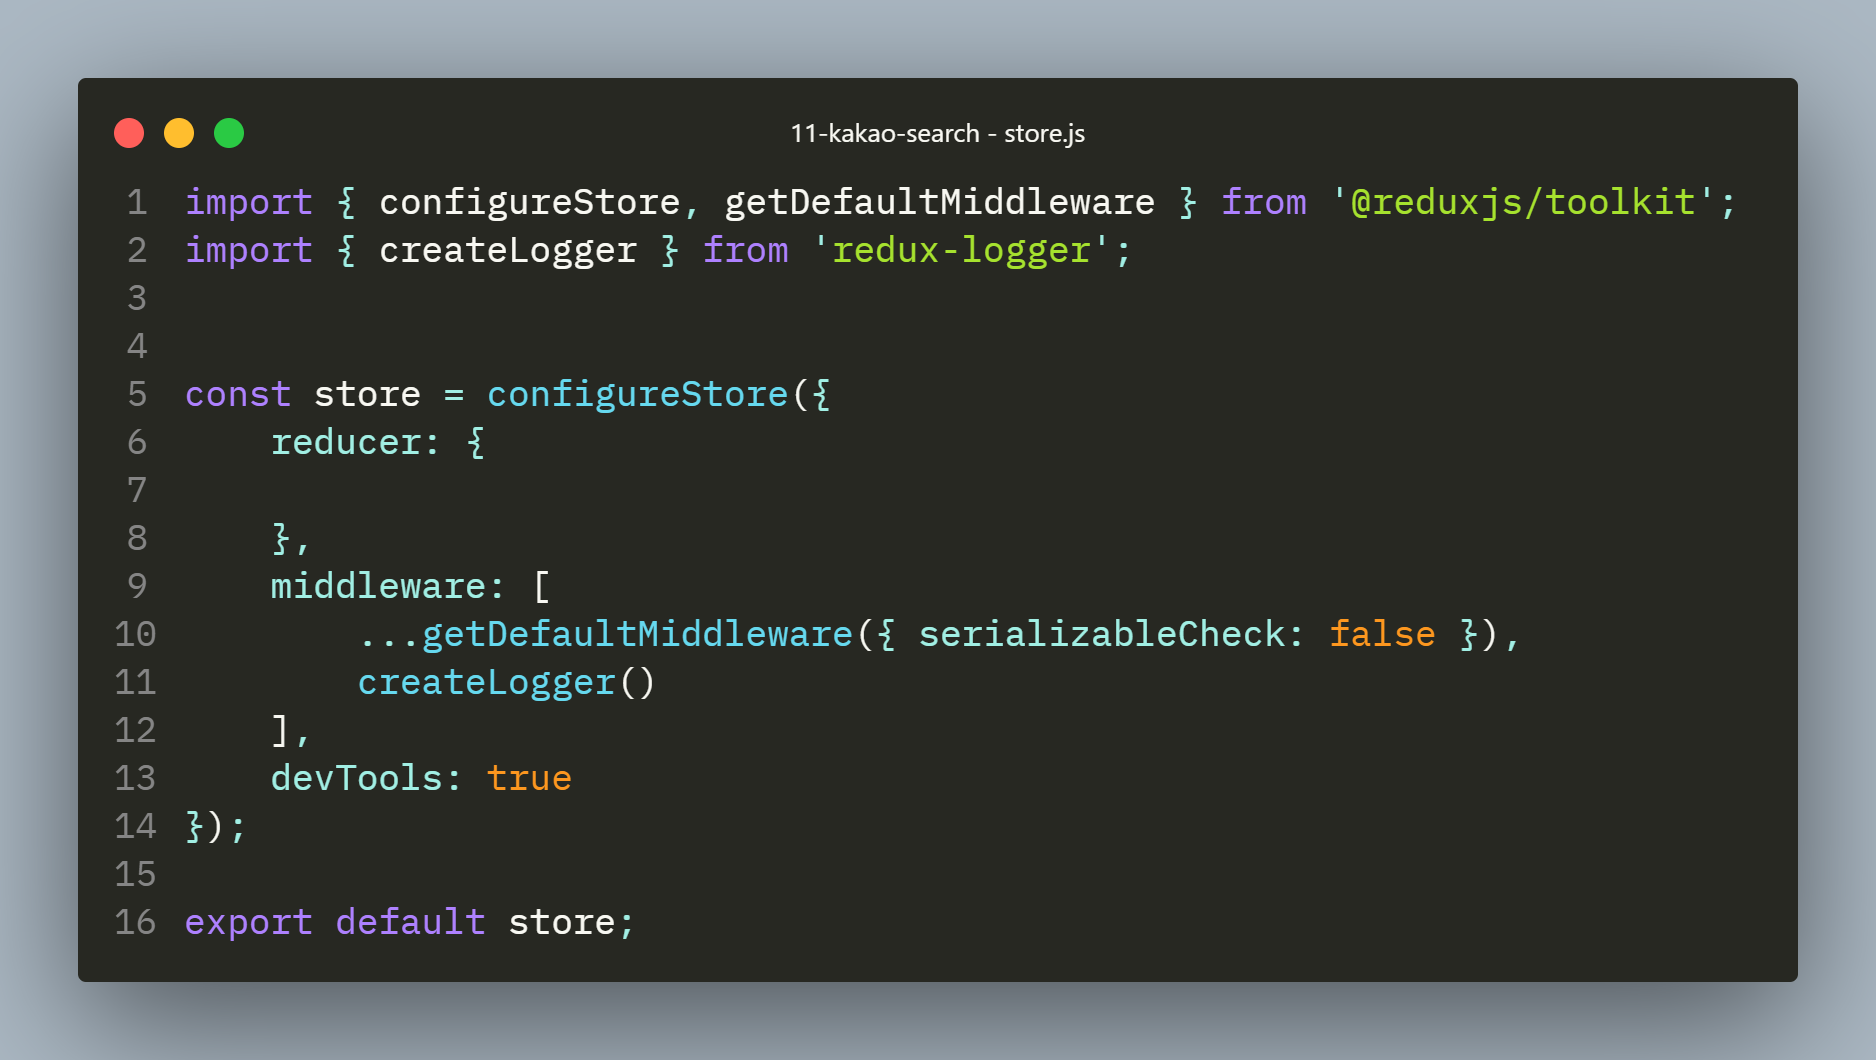 11-kakao-search - store.js
1 import { configureStore, getDefaultMiddleware } from '@reduxjs/toolkit';
2 import { createLogger } from 'redux-logger';
3
4
5 const store = configureStore({
6     reducer: {
7
8     },
9     middleware: [
10         ...getDefaultMiddleware({ serializableCheck: false }),
11         createLogger()
12     ],
13     devTools: true
14 });
15
16 export default store;